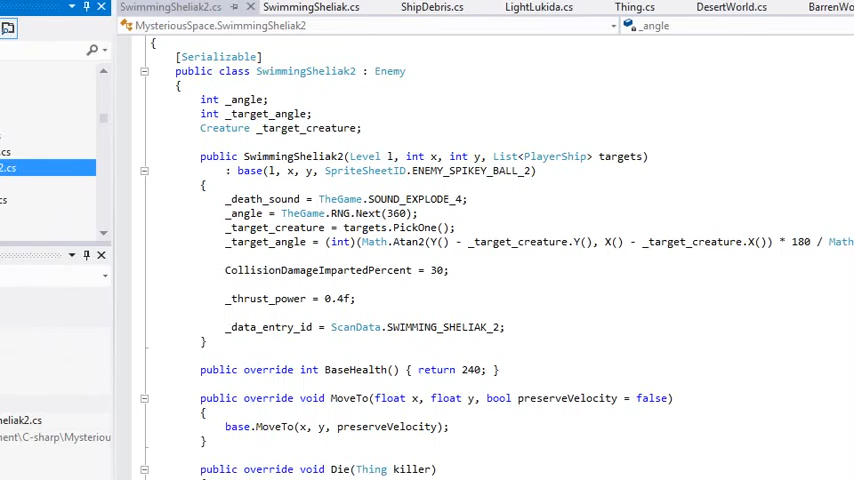 SwimmingSheliak2.cs SwimmingSheliak.cs ShipDebris.cs LightLukida.cs Thing.cs DesertWorld.cs BarrenWo
MysteriousSpace.SwimmingSheliak2 _angle
{
[Serializable]
public class SwimmingSheliak2 : Enemy
{
int _angle;
int _target_angle;
Creature _target_creature;
public SwimmingSheliak2(Level l, int x, int y, List<PlayerShip> targets)
: base(l, x, y, SpriteSheetID.ENEMY_SPIKEY_BALL_2)
{
_death_sound = TheGame.SOUND_EXPLODE_4;
_angle = TheGame.RNG.Next(360);
_target_creature = targets.PickOne();
_target_angle = (int)(Math.Atan2(Y() - _target_creature.Y(), X() - _target_creature.X()) * 180 / Math
CollisionDamageImpartedPercent = 30;
_thrust_power = 0.4f;
_data_entry_id = ScanData.SWIMMING_SHELIAK_2;
}
public override int BaseHealth() { return 240; }
public override void MoveTo(float x, float y, bool preserveVelocity = false)
{
base.MoveTo(x, y, preserveVelocity);
}
public override void Die(Thing killer)
.cs
2.cs
.cs
heliak2.cs
ment\C-sharp\Mysteriou